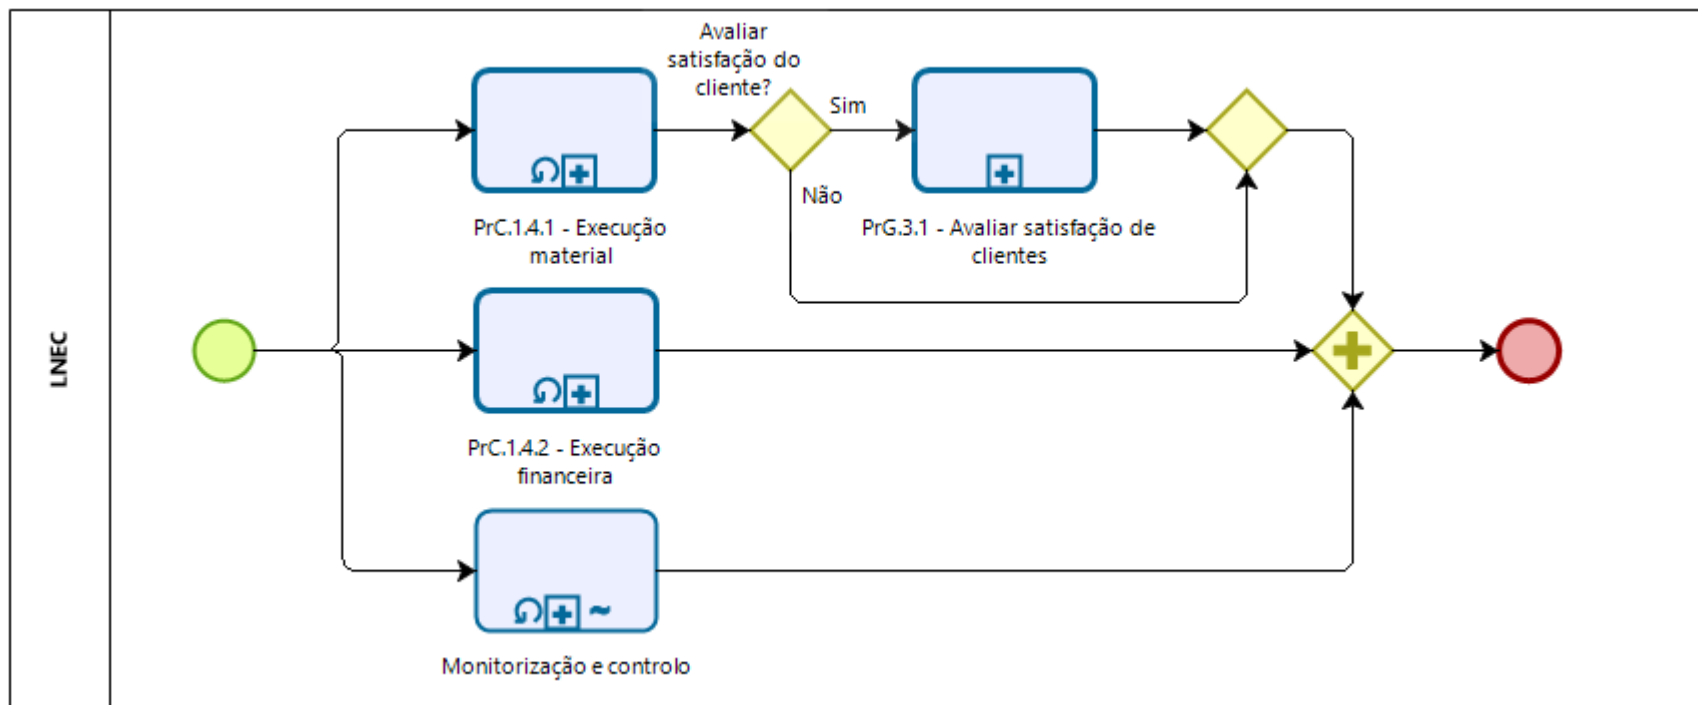 LNEC
Avaliar
satisfação do
cliente?
Sim
Não
PrC.1.4.1 - Execução
material
PrG.3.1 - Avaliar satisfação de
clientes
PrC.1.4.2 - Execução
financeira
Monitorização e controlo